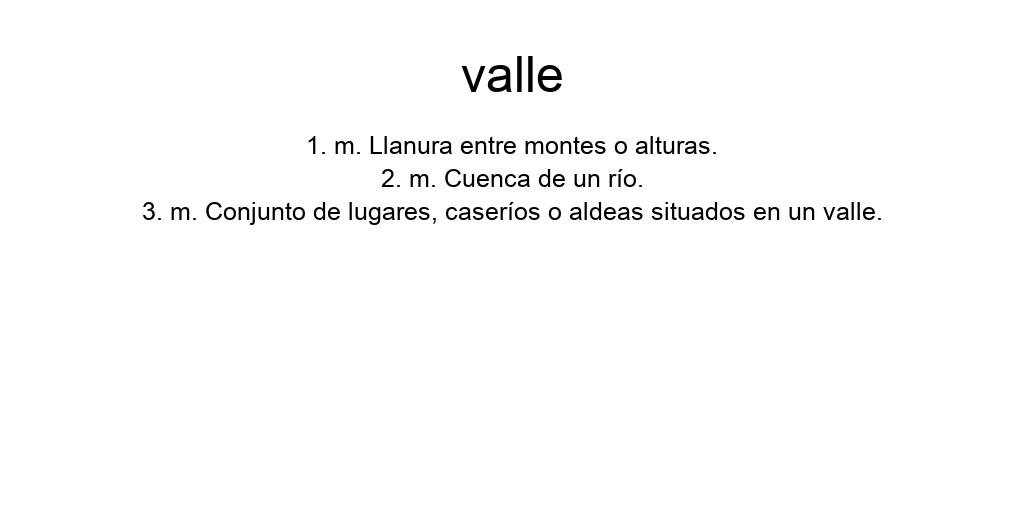 valle
1. m. Llanura entre montes o alturas.
2. m. Cuenca de un río.
3. m. Conjunto de lugares, caseríos o aldeas situados en un valle.